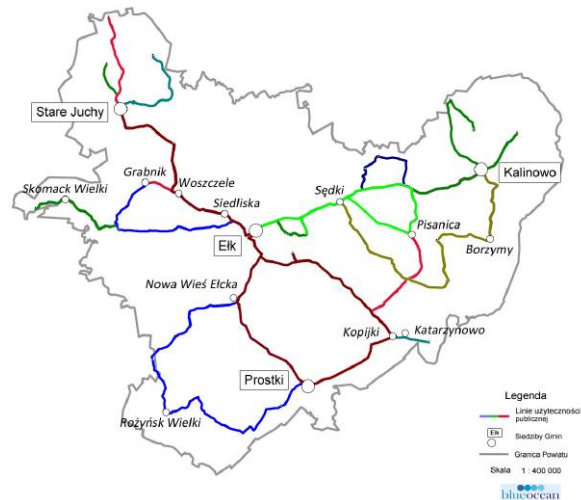 Stare Juchy
Grabnik
Woszczele
Skomack Wielki
Siedliska
Sędki
Kalinowo
Ełk
Pisanica
Borzymy
Nowa Wieś Ełcka
Kopijki
Katarzynowo
Prostki
Rożyńsk Wielki
Legenda
Linie użyteczności
publicznej
Ełk
Siedziby Gmin
Granica Powiatu
Skala 1 : 400 000
blueocean